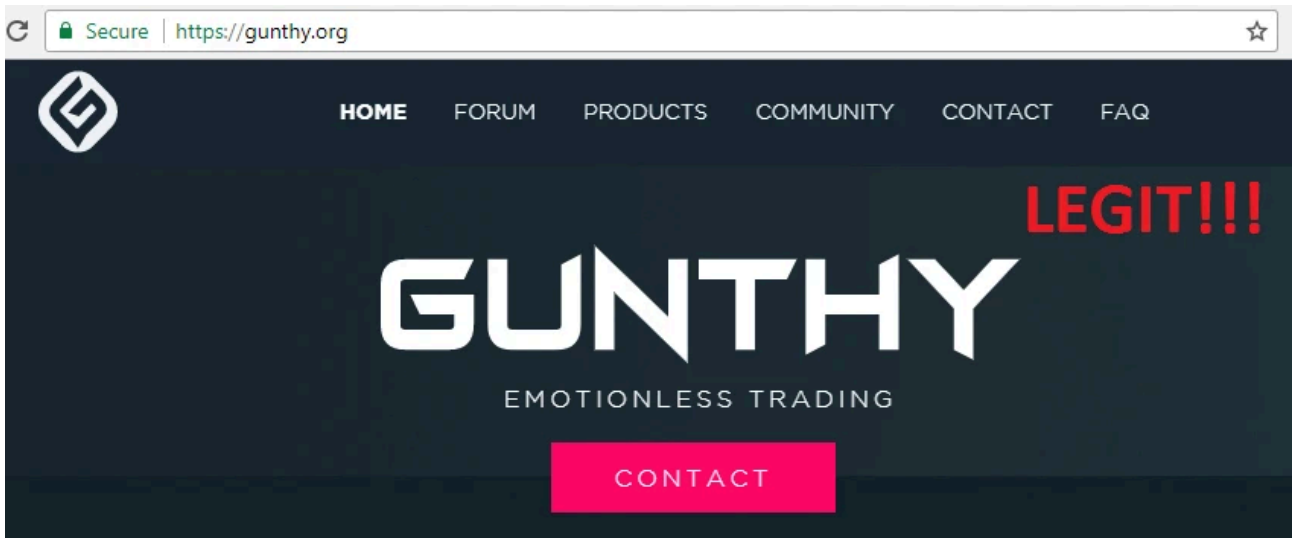 Secure | https://gunthy.org
HOME FORUM PRODUCTS COMMUNITY CONTACT FAQ
LEGIT!!!
GUNTHY
EMOTIONLESS TRADING
CONTACT